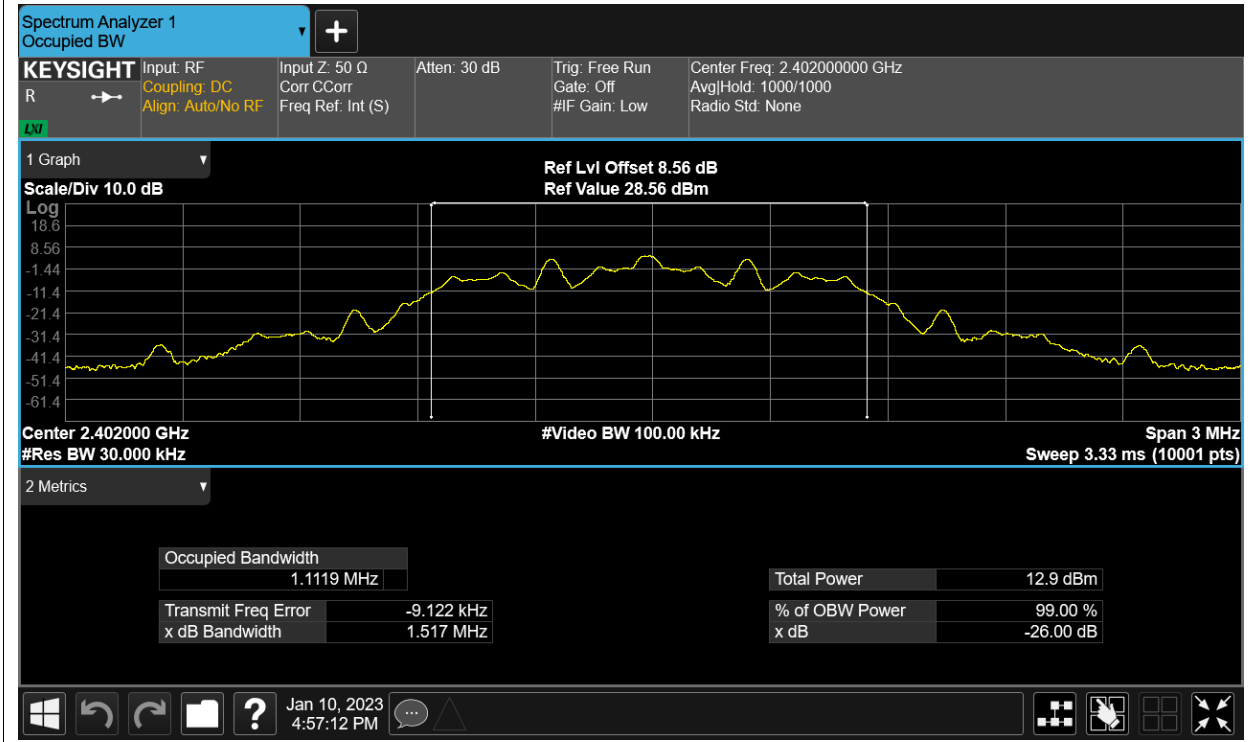 Spectrum Analyzer 1
Occupied BW
KEYSIGHT
R
LXI
Input: RF
Coupling: DC
Align: Auto/No RF
Input Z: 50 Ω
Corr CCorr
Freq Ref: Int (S)
Atten: 30 dB
Trig: Free Run
Gate: Off
#IF Gain: Low
Center Freq: 2.402000000 GHz
Avg|Hold: 1000/1000
Radio Std: None
1 Graph
Scale/Div 10.0 dB
Ref Lvl Offset 8.56 dB
Ref Value 28.56 dBm
Log
18.6
8.56
-1.44
-11.4
-21.4
-31.4
-41.4
-51.4
-61.4
Center 2.402000 GHz
#Video BW 100.00 kHz
Span 3 MHz
#Res BW 30.000 kHz
Sweep 3.33 ms (10001 pts)
2 Metrics
Occupied Bandwidth
1.1119 MHz
Total Power 12.9 dBm
Transmit Freq Error -9.122 kHz
% of OBW Power 99.00 %
x dB Bandwidth 1.517 MHz
x dB -26.00 dB
?
Jan 10, 2023
4:57:12 PM